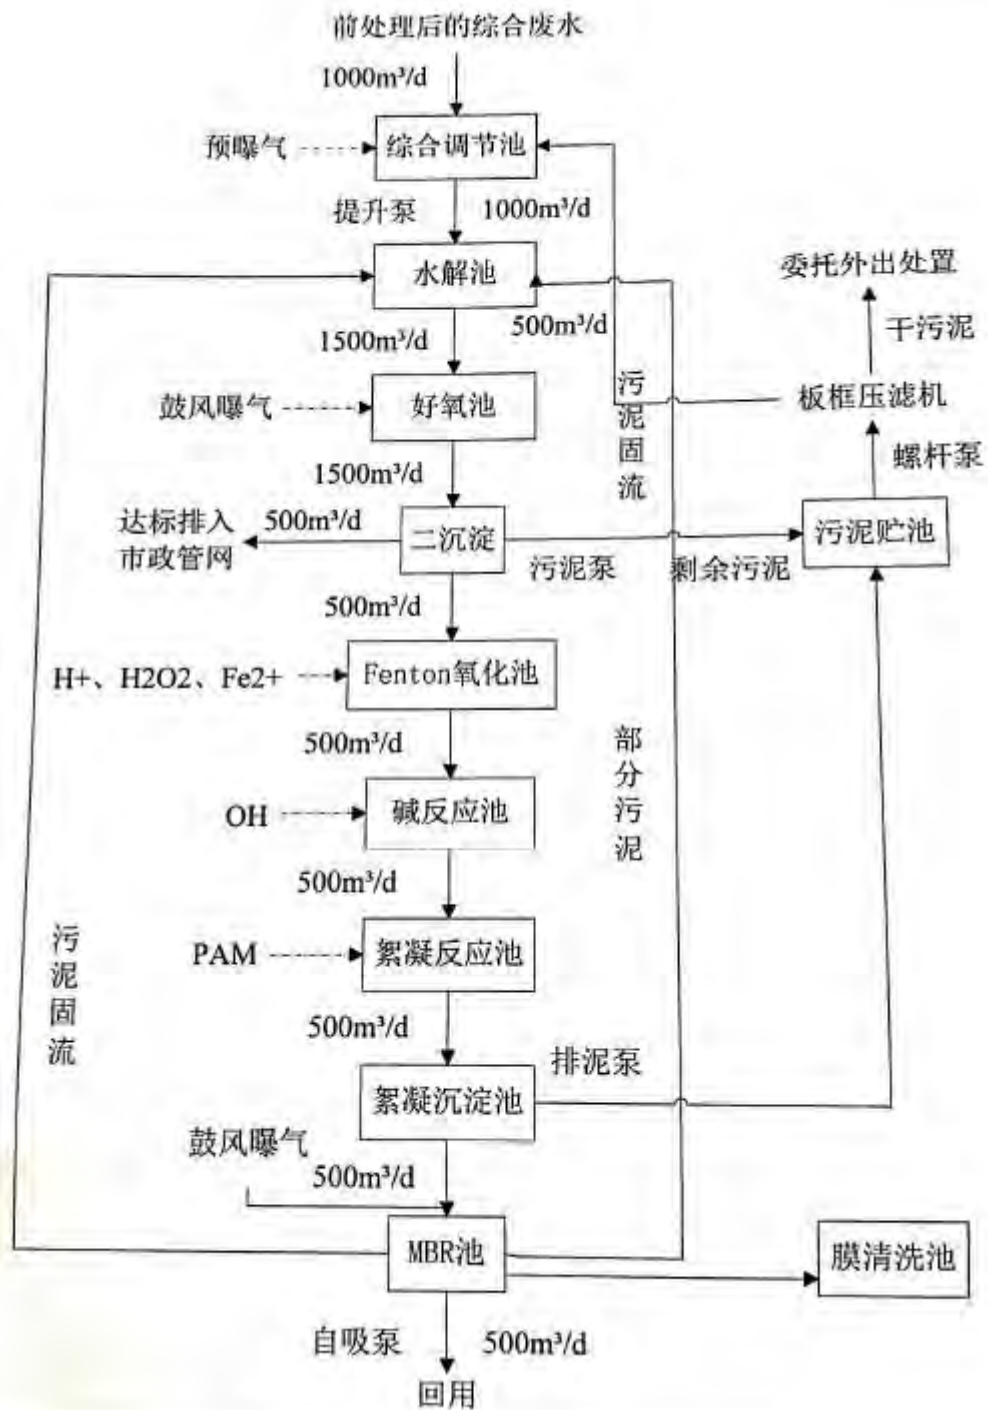 前处理后的综合废水
1000m³/d
预曝气
综合调节池
提升泵
1000m³/d
水解池
委托外出处置
500m³/d
干污泥
1500m³/d
污泥固流
板框压滤机
鼓风曝气
好氧池
螺杆泵
1500m³/d
达标排入
市政管网
500m³/d
二沉淀
污泥泵
剩余污泥
污泥贮池
500m³/d
H+、H2O2、Fe2+
Fenton氧化池
500m³/d
部分污泥
OH
碱反应池
500m³/d
污泥固流
PAM
絮凝反应池
500m³/d
排泥泵
絮凝沉淀池
鼓风曝气
500m³/d
MBR池
膜清洗池
自吸泵
500m³/d
回用